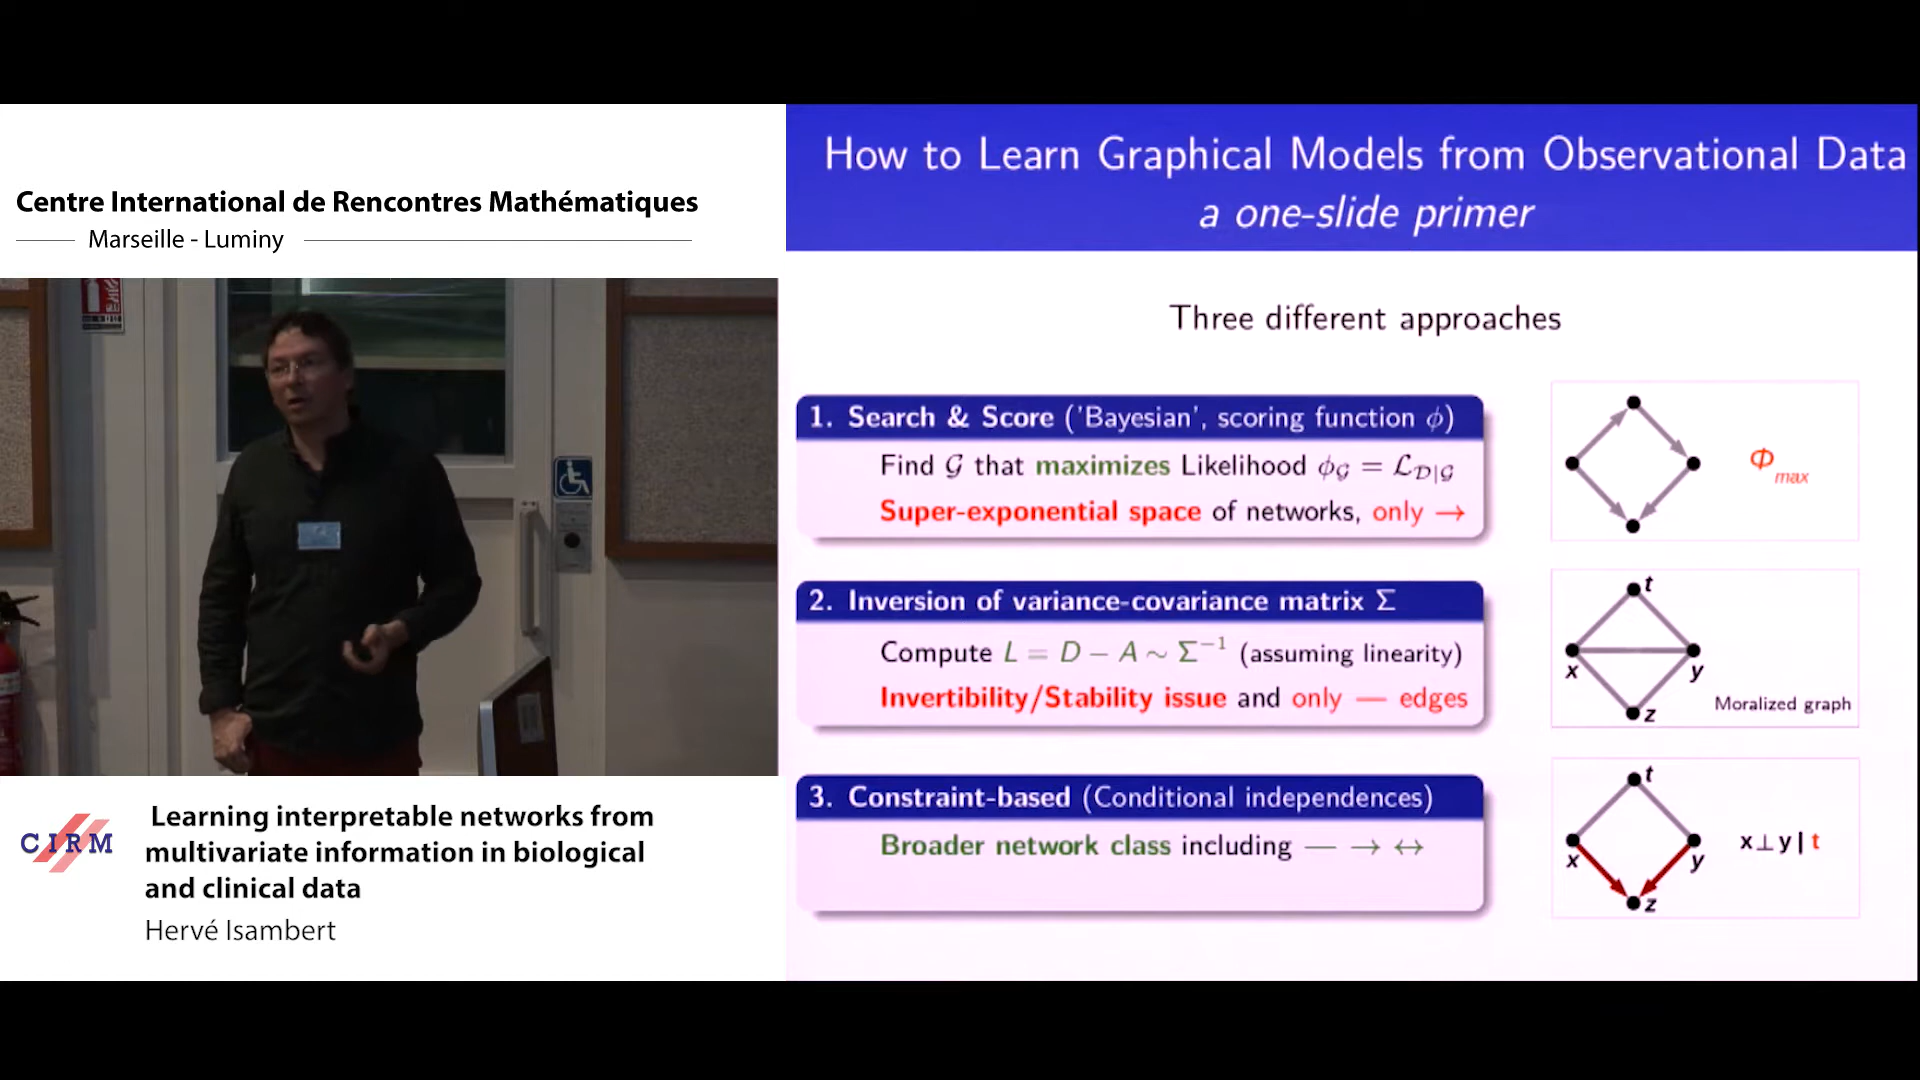 Centre International de Rencontres Mathématiques
Marseille - Luminy
CIRM
Learning interpretable networks from
multivariate information in biological
and clinical data
Hervé Isambert
How to Learn Graphical Models from Observational Data
a one-slide primer
Three different approaches
1. Search & Score ('Bayesian', scoring function ϕ)
Find 𝒢 that maximizes Likelihood ϕ_𝒢 = ℒ_𝒟|𝒢
Super-exponential space of networks, only →
Φ max
2. Inversion of variance-covariance matrix Σ
Compute L = D − A ∼ Σ⁻¹ (assuming linearity)
Invertibility/Stability issue and only — edges
t
x
y
z
Moralized graph
3. Constraint-based (Conditional independences)
Broader network class including — → ↔
t
x
y
z
x ⊥ y | t